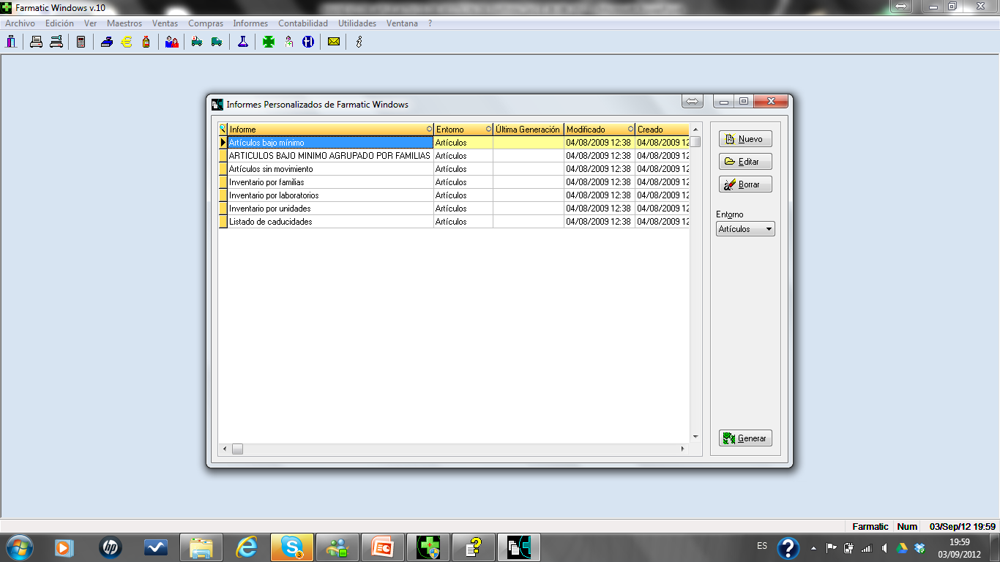 Farmatic Windows v.10
Archivo Edición Ver Maestros Ventas Compras Informes Contabilidad Utilidades Ventana ?
Informes Personalizados de Farmatic Windows
Informe Entorno Última Generación Modificado Creado
Artículos bajo mínimo Artículos 04/08/2009 12:38 04/08/2009 12
ARTICULOS BAJO MINIMO AGRUPADO POR FAMILIAS Artículos 04/08/2009 12:38 04/08/2009 12
Artículos sin movimiento Artículos 04/08/2009 12:38 04/08/2009 12
Inventario por familias Artículos 04/08/2009 12:38 04/08/2009 12
Inventario por laboratorios Artículos 04/08/2009 12:38 04/08/2009 12
Inventario por unidades Artículos 04/08/2009 12:38 04/08/2009 12
Listado de caducidades Artículos 04/08/2009 12:38 04/08/2009 12
Nuevo
Editar
Borrar
Entorno
Artículos
Generar
Farmatic Num 03/Sep/12 19:59
ES
19:59
03/09/2012